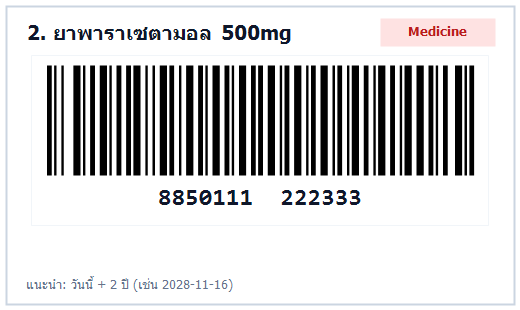 2. ยาพาราเซตามอล 500mg
Medicine
8850111 222333
แนะนำ: วันนี้ + 2 ปี (เช่น 2028-11-16)